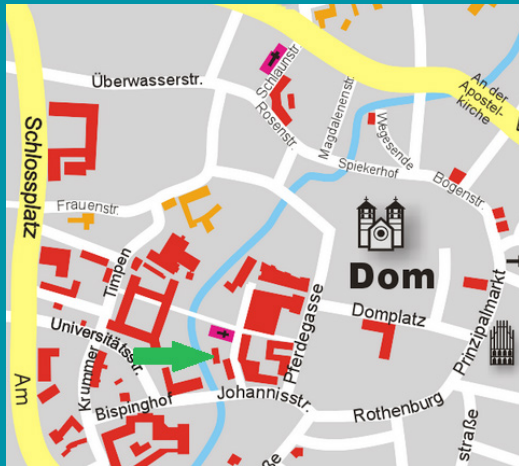 Schlaunstr
Überwasserstr.
An der
Apostel-
kirche
Magdalenenstr.
Wegesende
Rosenstr
Schlossplatz
Spiekerhof
Bogenstr.
Frauenstr.
Timpen
Dom
Prinzipalmarkt
Pferdegasse
Domplatz
Universitätsstr.
Krummer
Am
Johannisstr.
Bispinghof
Rothenburg
straße
ße